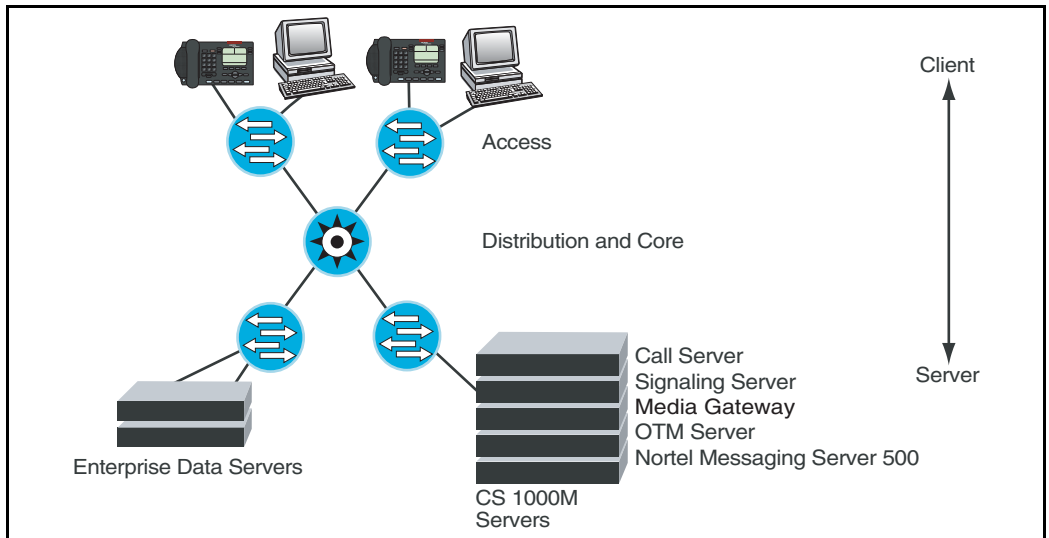 Client
Access
Distribution and Core
Call Server
Signaling Server
Server
Media Gateway
OTM Server
Nortel Messaging Server 500
Enterprise Data Servers
CS 1000M
Servers